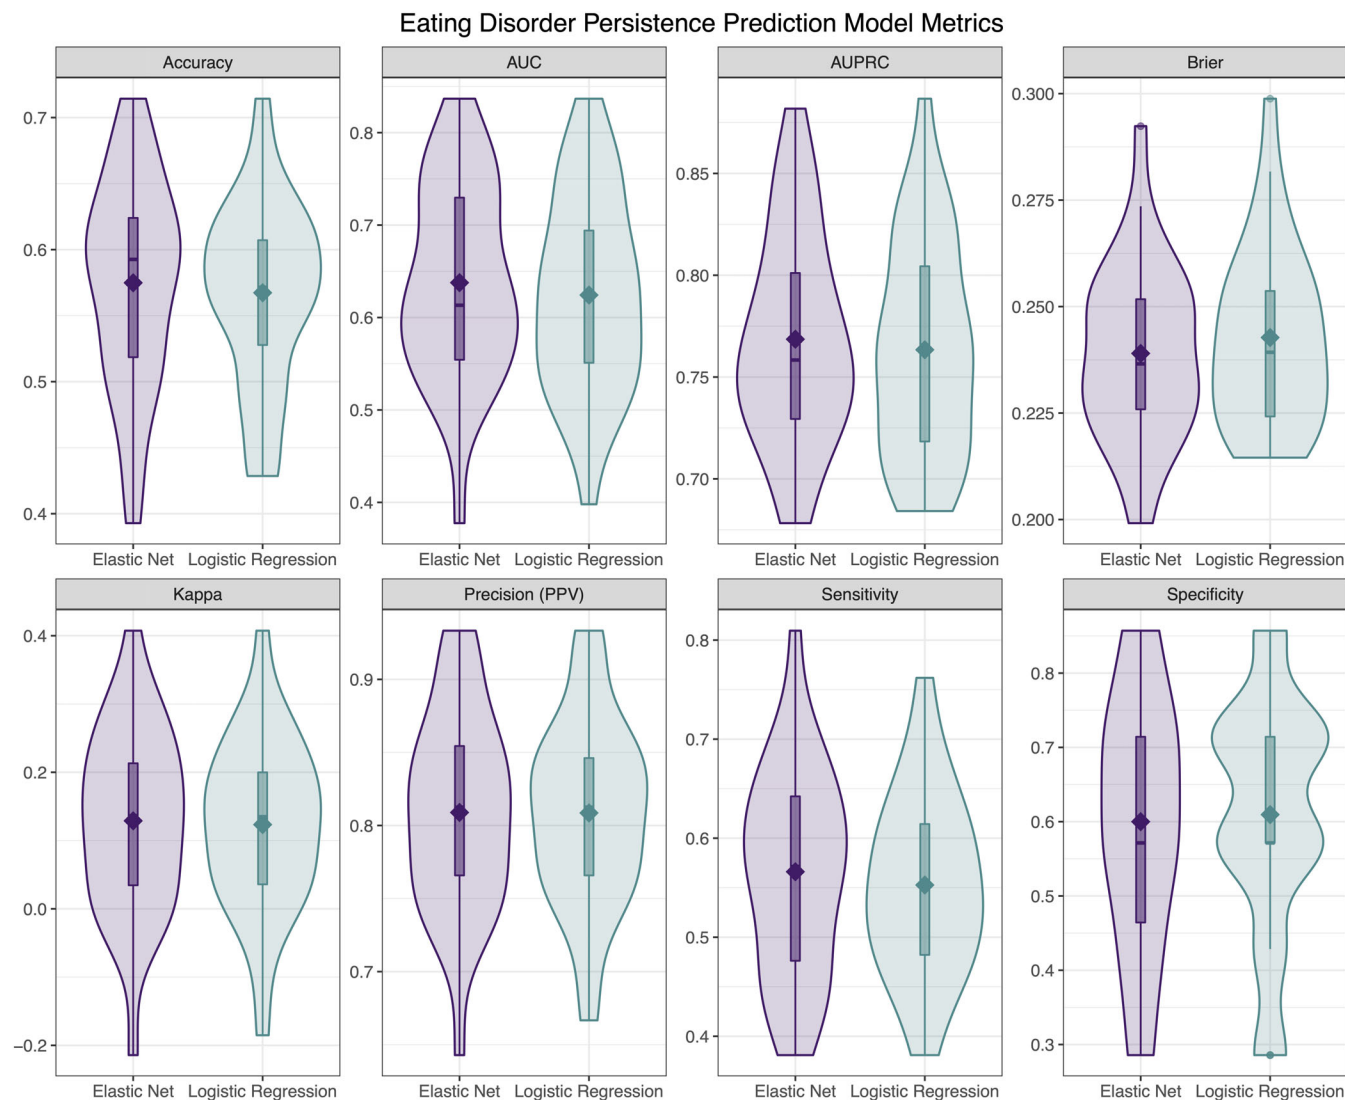 Eating Disorder Persistence Prediction Model Metrics
Accuracy
0.7
0.6
0.5
0.4
Elastic Net Logistic Regression
AUC
0.8
0.7
0.6
0.5
0.4
Elastic Net Logistic Regression
AUPRC
0.85
0.80
0.75
0.70
Elastic Net Logistic Regression
Brier
0.300
0.275
0.250
0.225
0.200
Elastic Net Logistic Regression
Kappa
0.4
0.2
0.0
−0.2
Elastic Net Logistic Regression
Precision (PPV)
0.9
0.8
0.7
Elastic Net Logistic Regression
Sensitivity
0.8
0.7
0.6
0.5
0.4
Elastic Net Logistic Regression
Specificity
0.8
0.7
0.6
0.5
0.4
0.3
Elastic Net Logistic Regression